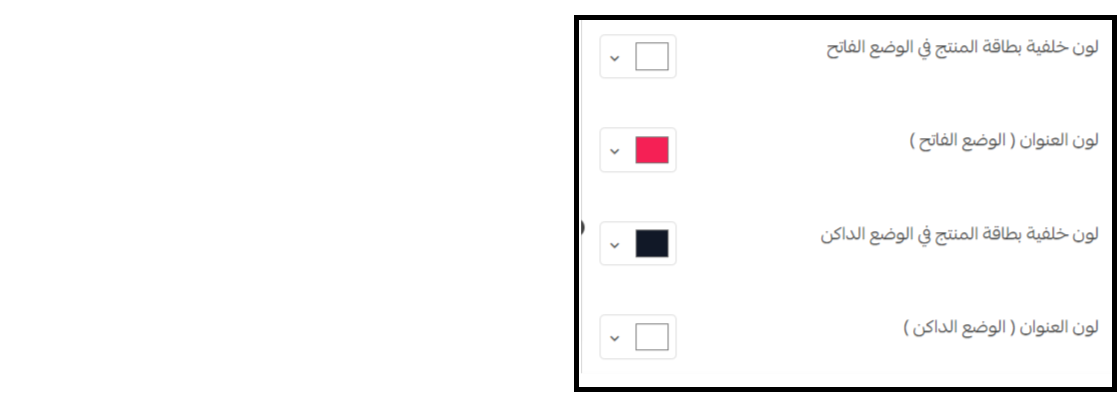 لون خلفية بطاقة المنتج في الوضع الفاتح
لون العنوان ( الوضع الفاتح )
لون خلفية بطاقة المنتج في الوضع الداكن
لون العنوان ( الوضع الداكن )